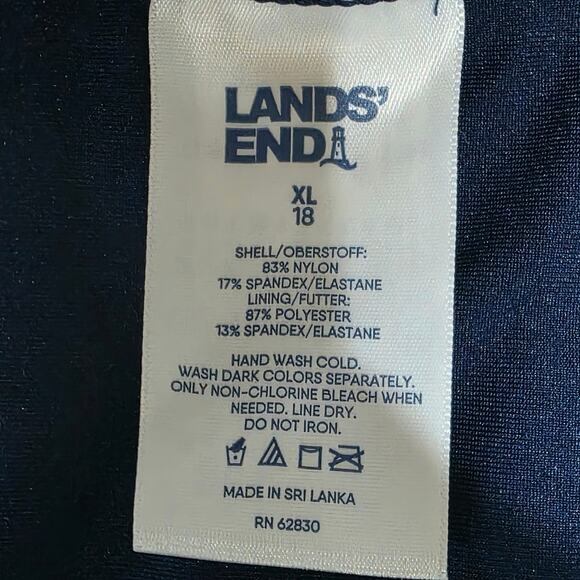 LANDS'
END
XL
18
SHELL/OBERSTOFF:
83% NYLON
17% SPANDEX/ELASTANE
LINING/FUTTER:
87% POLYESTER
13% SPANDEX/ELASTANE
HAND WASH COLD.
WASH DARK COLORS SEPARATELY.
ONLY NON-CHLORINE BLEACH WHEN
NEEDED. LINE DRY.
DO NOT IRON.
MADE IN SRI LANKA
RN 62830